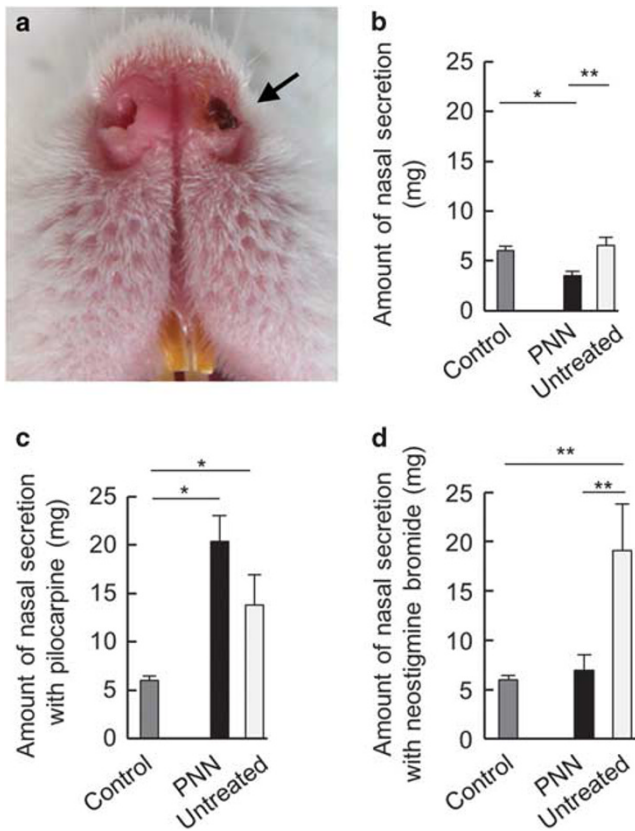 a
b
Amount of nasal secretion
(mg)
25
20
15
10
5
0
*
**
Control
PNN
Untreated
c
Amount of nasal secretion
with pilocarpine (mg)
25
20
15
10
5
0
*
*
Control
PNN
Untreated
d
Amount of nasal secretion
with neostigmine bromide (mg)
25
20
15
10
5
0
**
**
Control
PNN
Untreated